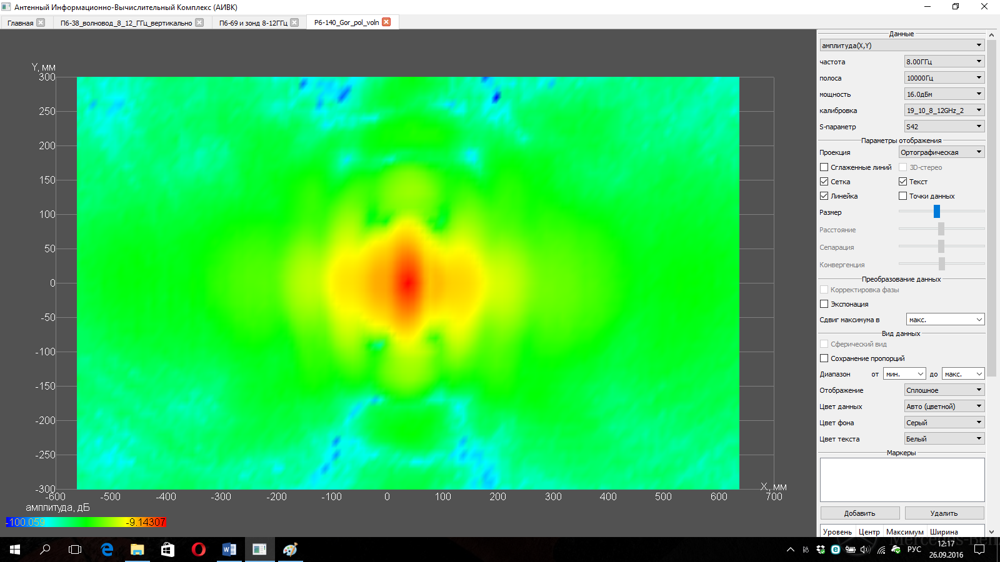 Антенный Информационно-Вычислительный Комплекс (АИВК)
Главная П6-38_волновод_8_12_ГГц_вертикально П6-69 и зонд 8-12ГГц P6-140_Gor_pol_voln
Данные
амплитуда(X,Y)
частота 8.00ГГц
полоса 10000Гц
мощность 16.0дБм
калибровка 19_10_8_12GHz_2
S-параметр S42
Параметры отображения
Проекция Ортографическая
Сглаженные линий 3D-стерео
Сетка Текст
Линейка Точки данных
Размер
Расстояние
Сепарация
Конвергенция
Преобразование данных
Корректировка фазы
Экспонация
Сдвиг максимума в макс.
Вид данных
Сферический вид
Сохранение пропорций
Диапазон от мин. до макс.
Отображение Сплошное
Цвет данных Авто (цветной)
Цвет фона Серый
Цвет текста Белый
Маркеры
Добавить Удалить
Уровень Центр Максимум Ширина
Y, мм
300
250
200
150
100
50
0
-50
-100
-150
-200
-250
-300
-600 -500 -400 -300 -200 -100 0 100 200 300 400 500 600 700
X, мм
амплитуда, дБ
-100.059 -9.14307
РУС
12:17
26.09.2016